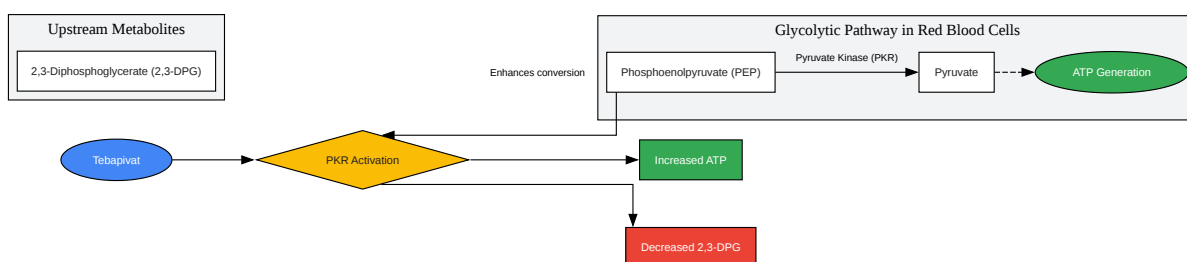 Upstream Metabolites
2,3-Diphosphoglycerate (2,3-DPG)
Glycolytic Pathway in Red Blood Cells
Enhances conversion
Phosphoenolpyruvate (PEP)
Pyruvate Kinase (PKR)
Pyruvate
ATP Generation
Tebapivat
PKR Activation
Increased ATP
Decreased 2,3-DPG